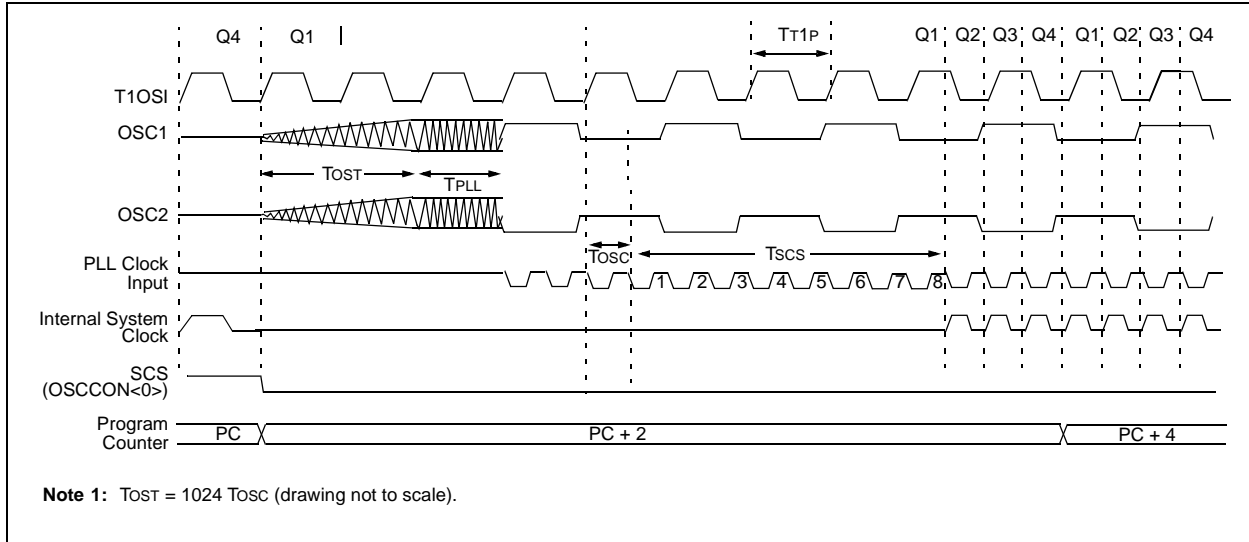 Q4 Q1 TT1P Q1 Q2 Q3 Q4 Q1 Q2 Q3 Q4
T1OSI
OSC1
TOST TPLL
OSC2
TOSC TSCS
PLL Clock
Input
1 2 3 4 5 6 7 8
Internal System
Clock
SCS
(OSCCON<0>)
Program
Counter
PC PC + 2 PC + 4
Note 1: TOST = 1024 TOSC (drawing not to scale).